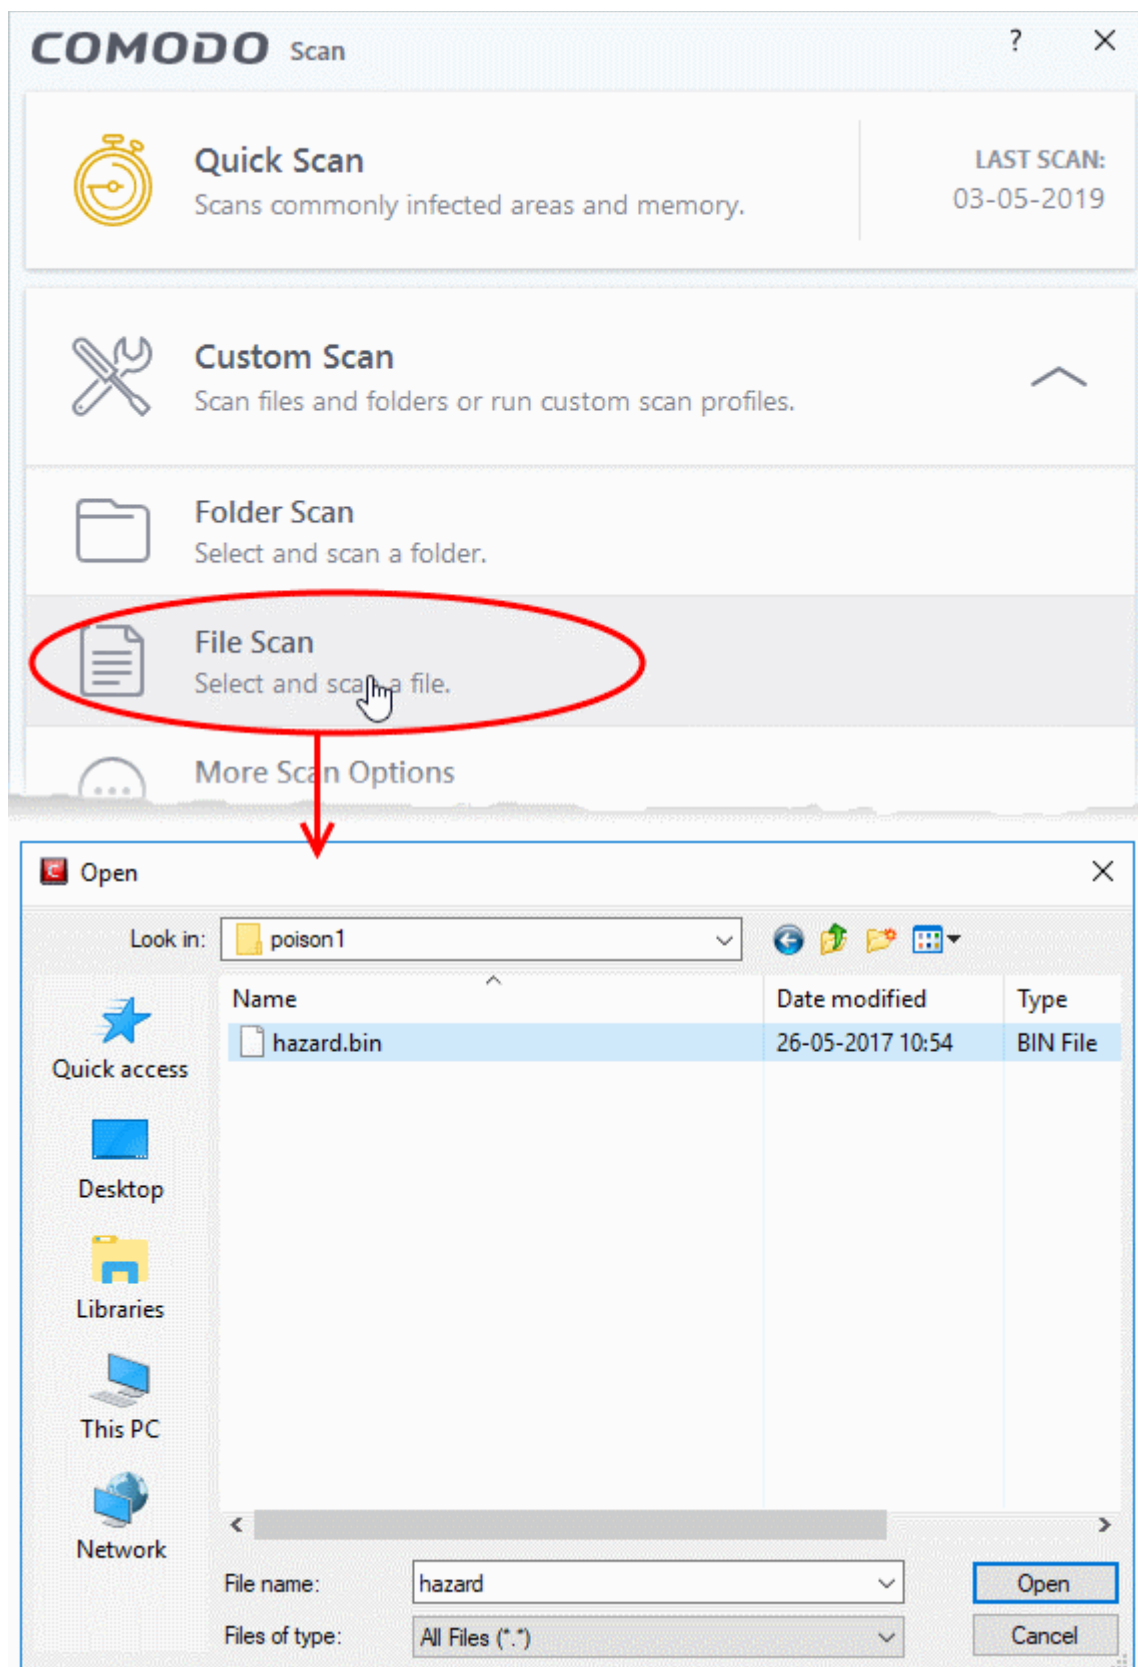 COMODO Scan ?
Quick Scan
Scans commonly infected areas and memory.
LAST SCAN:
03-05-2019
Custom Scan
Scan files and folders or run custom scan profiles.
Folder Scan
Select and scan a folder.
File Scan
Select and scan a file.
More Scan Options
C Open
Look in: poison1
Name Date modified Type
hazard.bin 26-05-2017 10:54 BIN File
Quick access
Desktop
Libraries
This PC
Network
File name: hazard Open
Files of type: All Files (*.*) Cancel